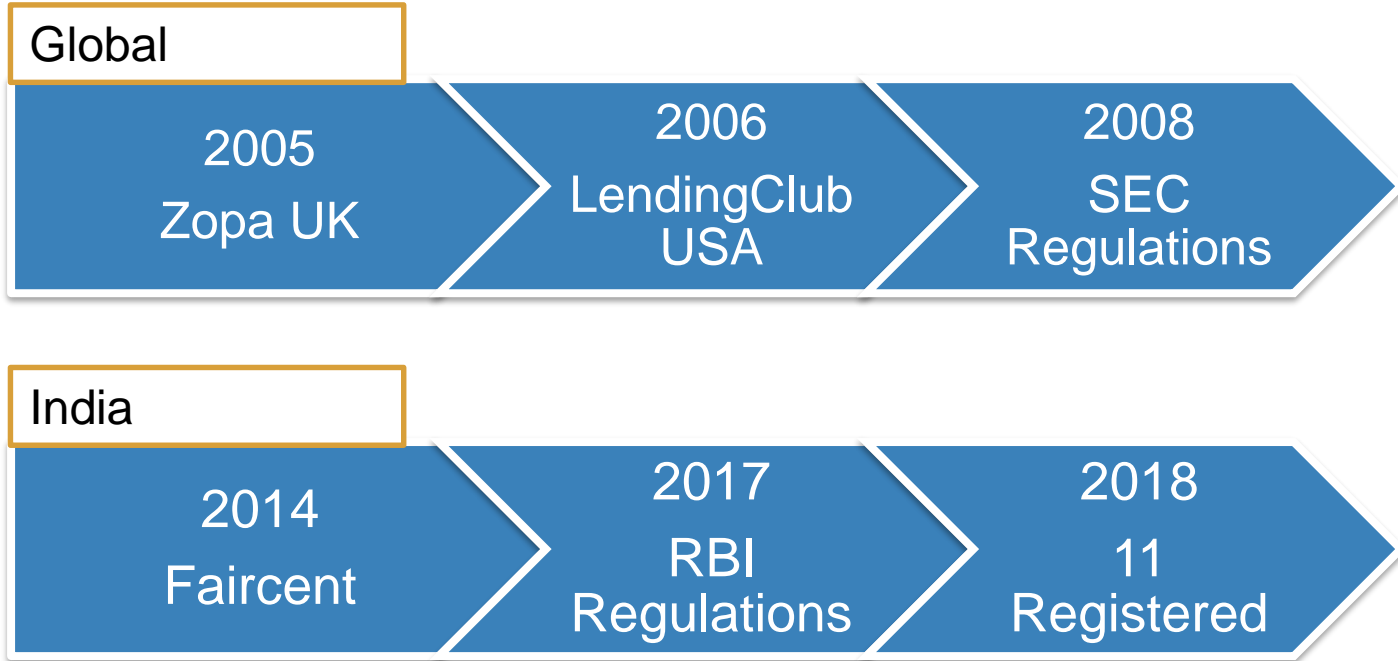 Global
2005
Zopa UK
2006
LendingClub
USA
2008
SEC
Regulations
India
2014
Faircent
2017
RBI
Regulations
2018
11
Registered